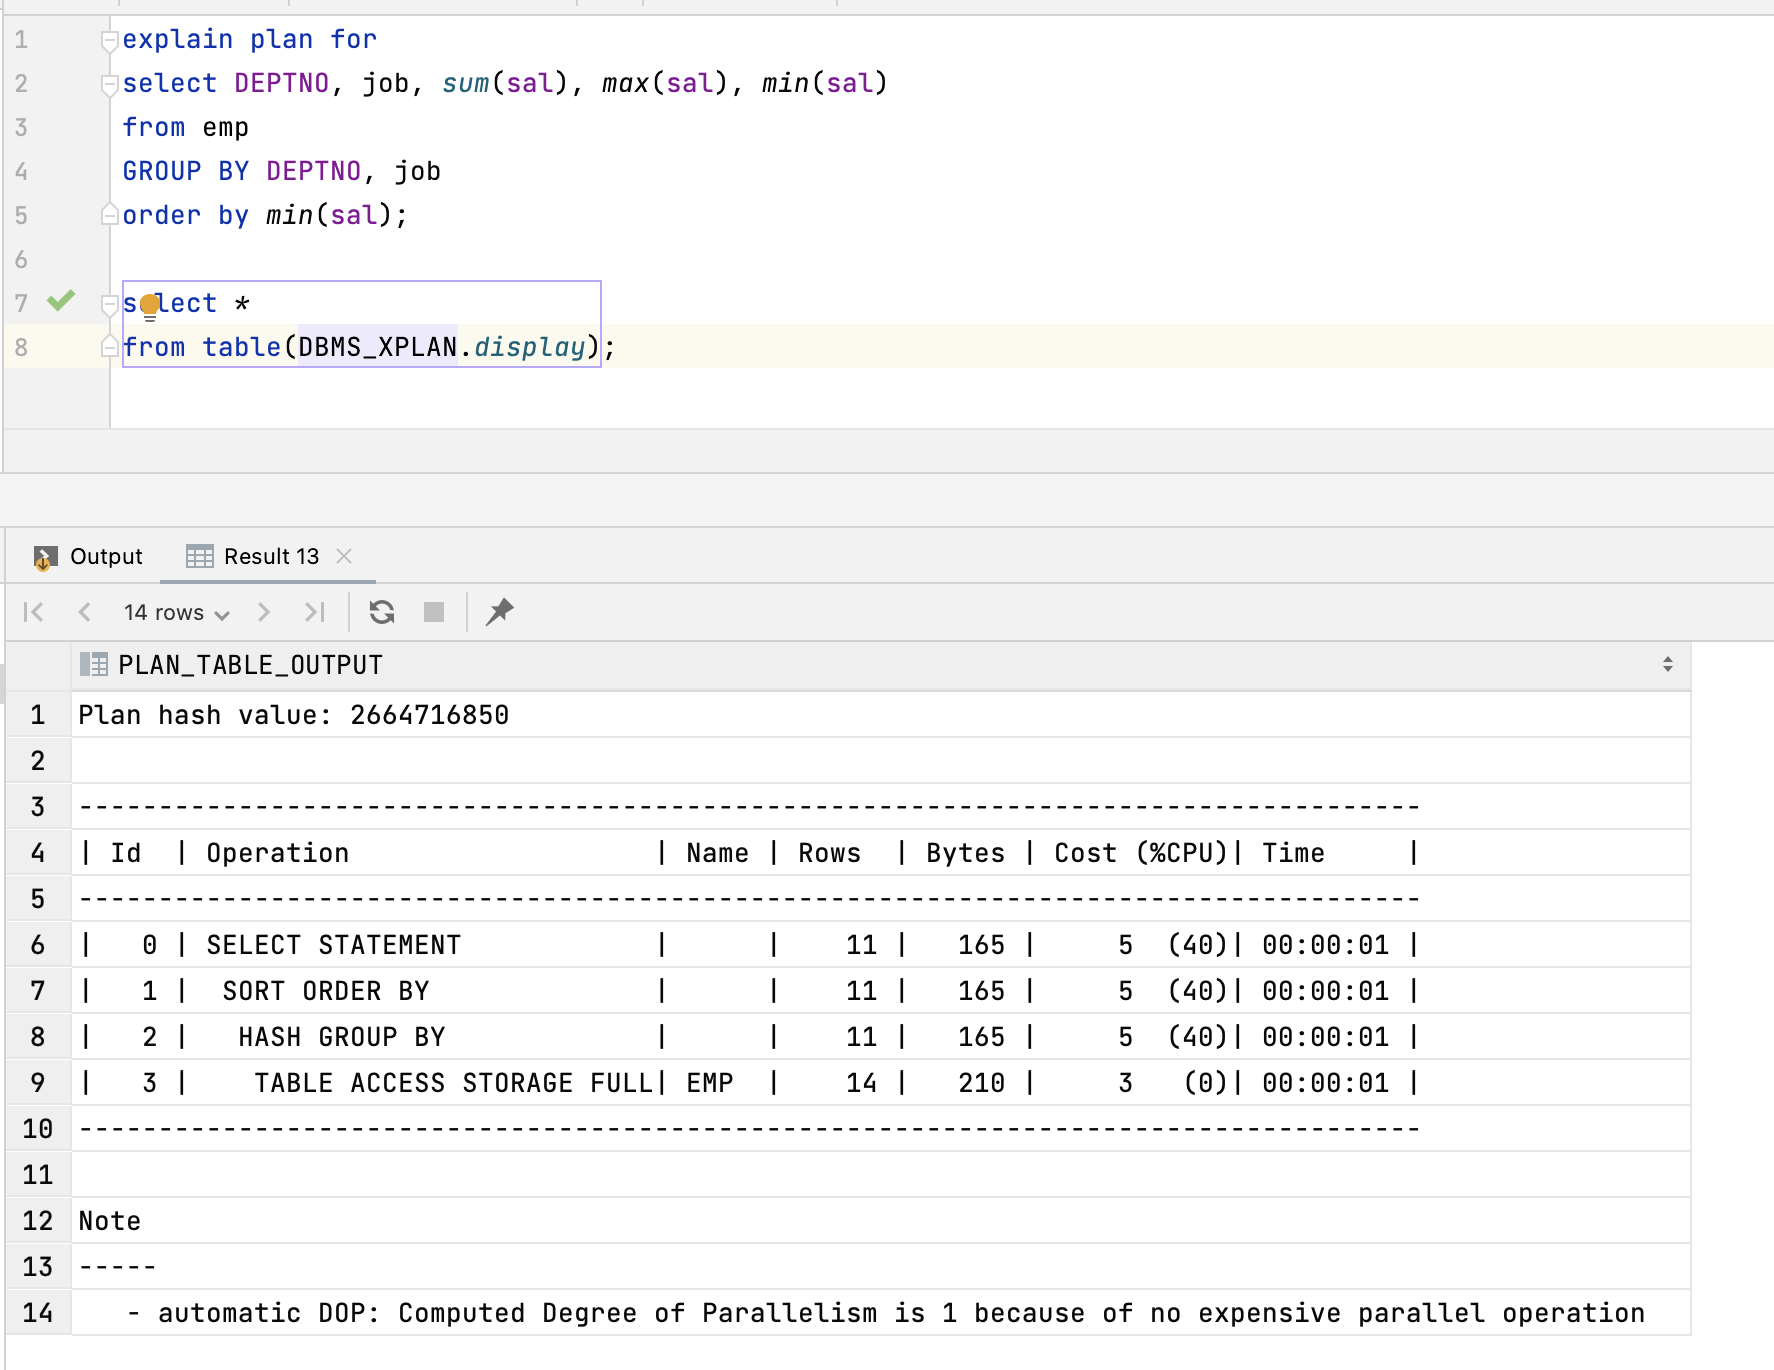 1 explain plan for
2 select DEPTNO, job, sum(sal), max(sal), min(sal)
3 from emp
4 GROUP BY DEPTNO, job
5 order by min(sal);
6
7 select *
8 from table(DBMS_XPLAN.display);
Output Result 13
14 rows
PLAN_TABLE_OUTPUT
1 Plan hash value: 2664716850
2
3 ------------------------------------------------------------------------------------
4 | Id  | Operation                   | Name | Rows  | Bytes | Cost (%CPU)| Time     |
5 ------------------------------------------------------------------------------------
6 |   0 | SELECT STATEMENT            |      |    11 |   165 |     5  (40)| 00:00:01 |
7 |   1 |  SORT ORDER BY              |      |    11 |   165 |     5  (40)| 00:00:01 |
8 |   2 |   HASH GROUP BY             |      |    11 |   165 |     5  (40)| 00:00:01 |
9 |   3 |    TABLE ACCESS STORAGE FULL| EMP  |    14 |   210 |     3   (0)| 00:00:01 |
10 ------------------------------------------------------------------------------------
11
12 Note
13 -----
14    - automatic DOP: Computed Degree of Parallelism is 1 because of no expensive parallel operation